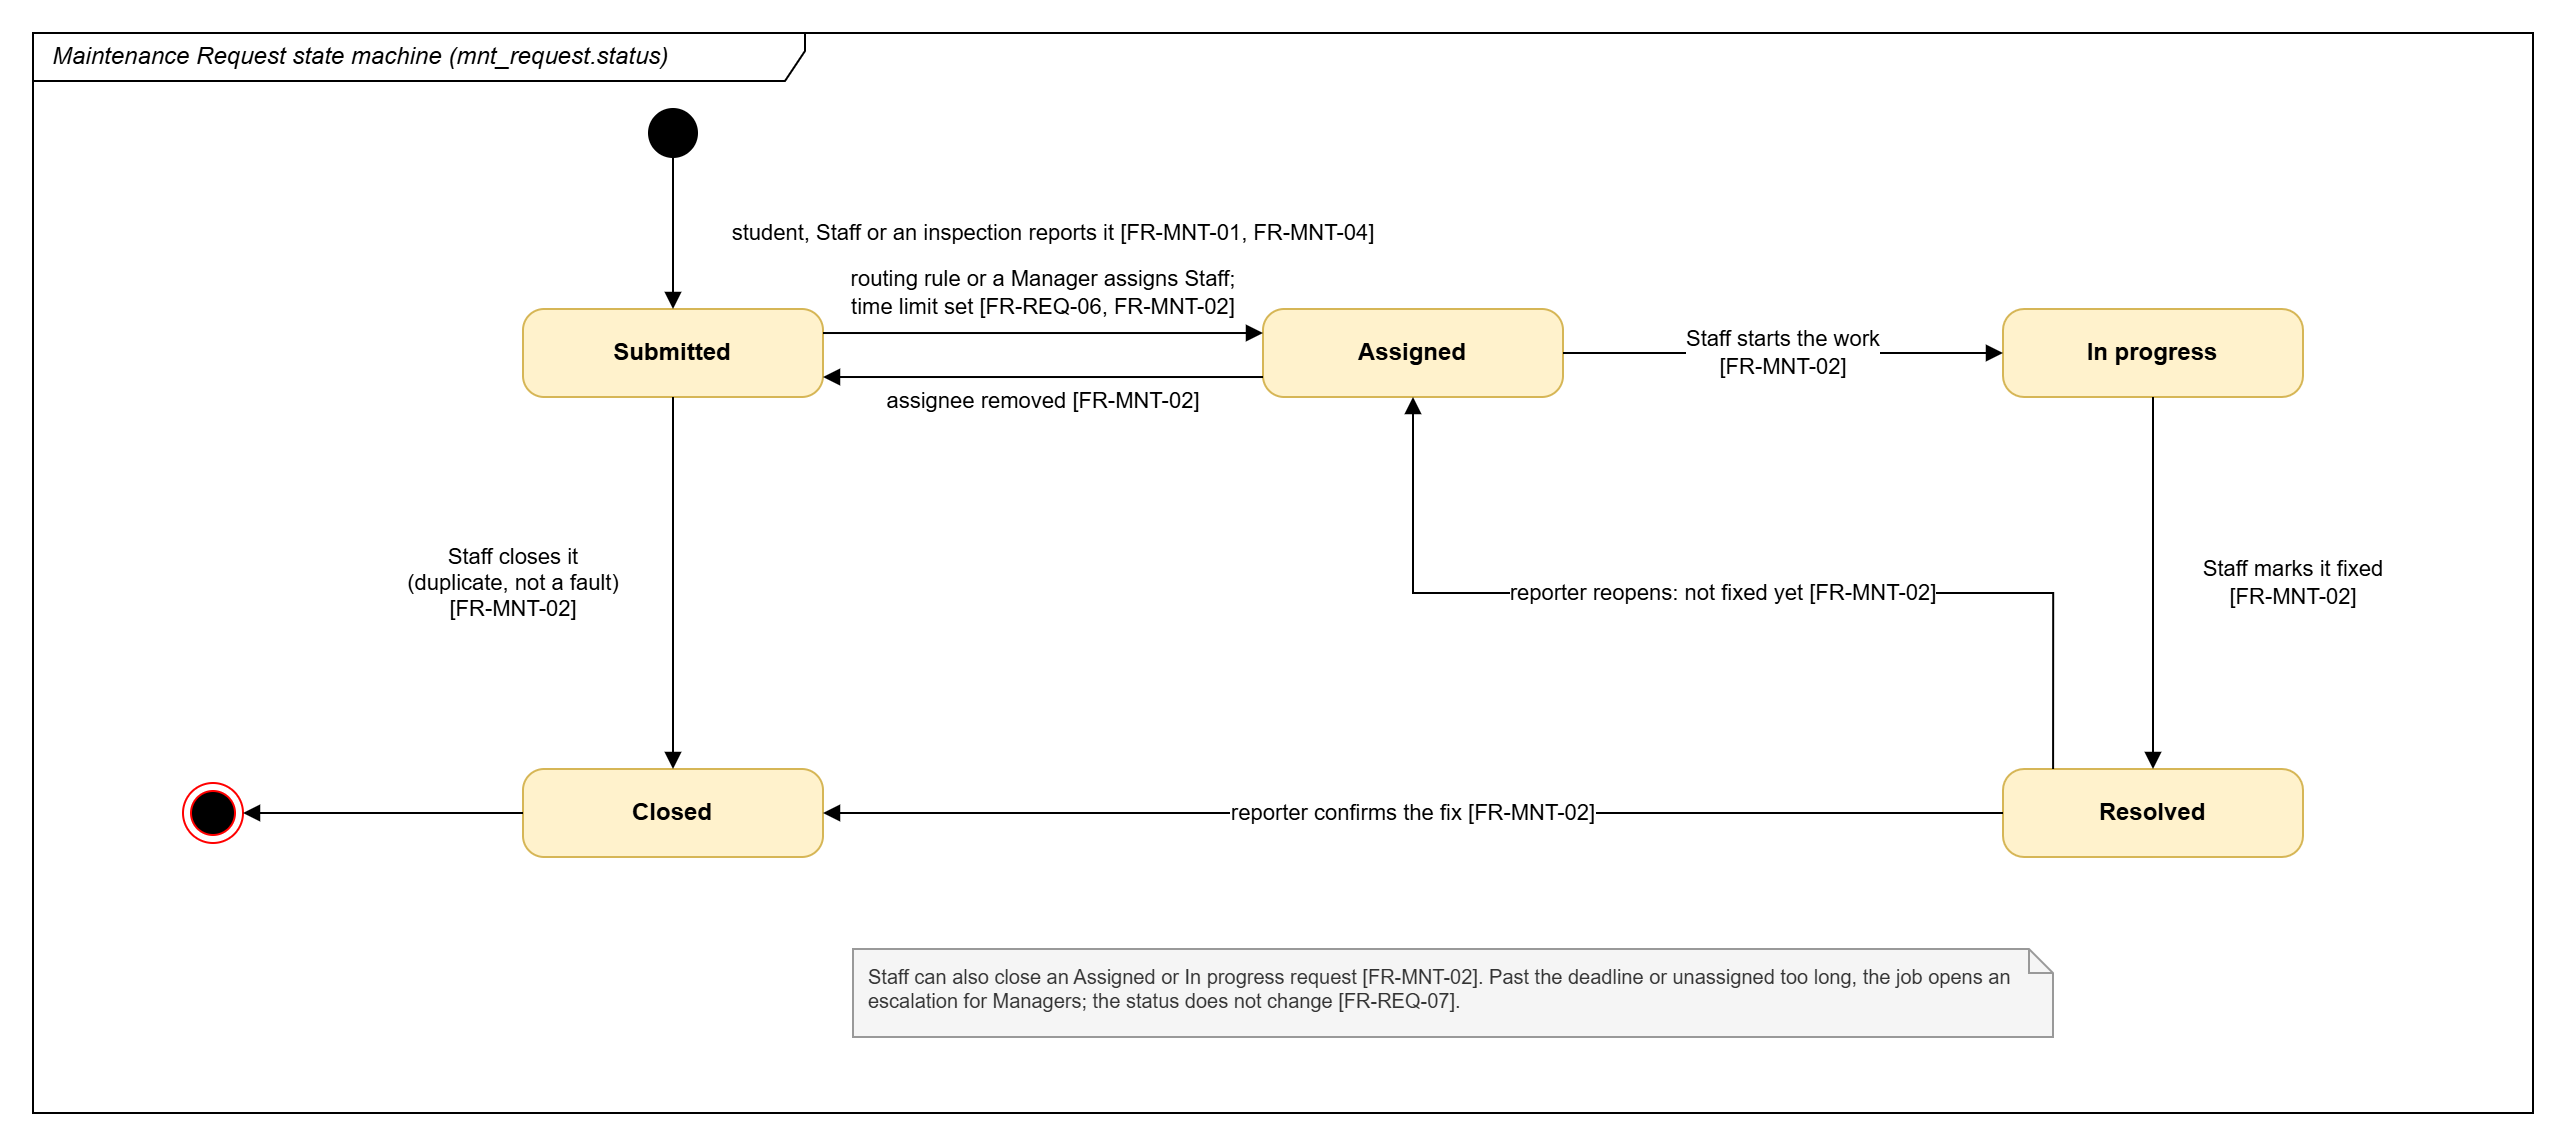 Maintenance Request state machine (mnt_request.status)
student, Staff or an inspection reports it [FR-MNT-01, FR-MNT-04]
routing rule or a Manager assigns Staff;
time limit set [FR-REQ-06, FR-MNT-02]
Submitted
Assigned
Staff starts the work
[FR-MNT-02]
In progress
assignee removed [FR-MNT-02]
Staff closes it
(duplicate, not a fault)
[FR-MNT-02]
reporter reopens: not fixed yet [FR-MNT-02]
Staff marks it fixed
[FR-MNT-02]
Closed
reporter confirms the fix [FR-MNT-02]
Resolved
Staff can also close an Assigned or In progress request [FR-MNT-02]. Past the deadline or unassigned too long, the job opens an
escalation for Managers; the status does not change [FR-REQ-07].